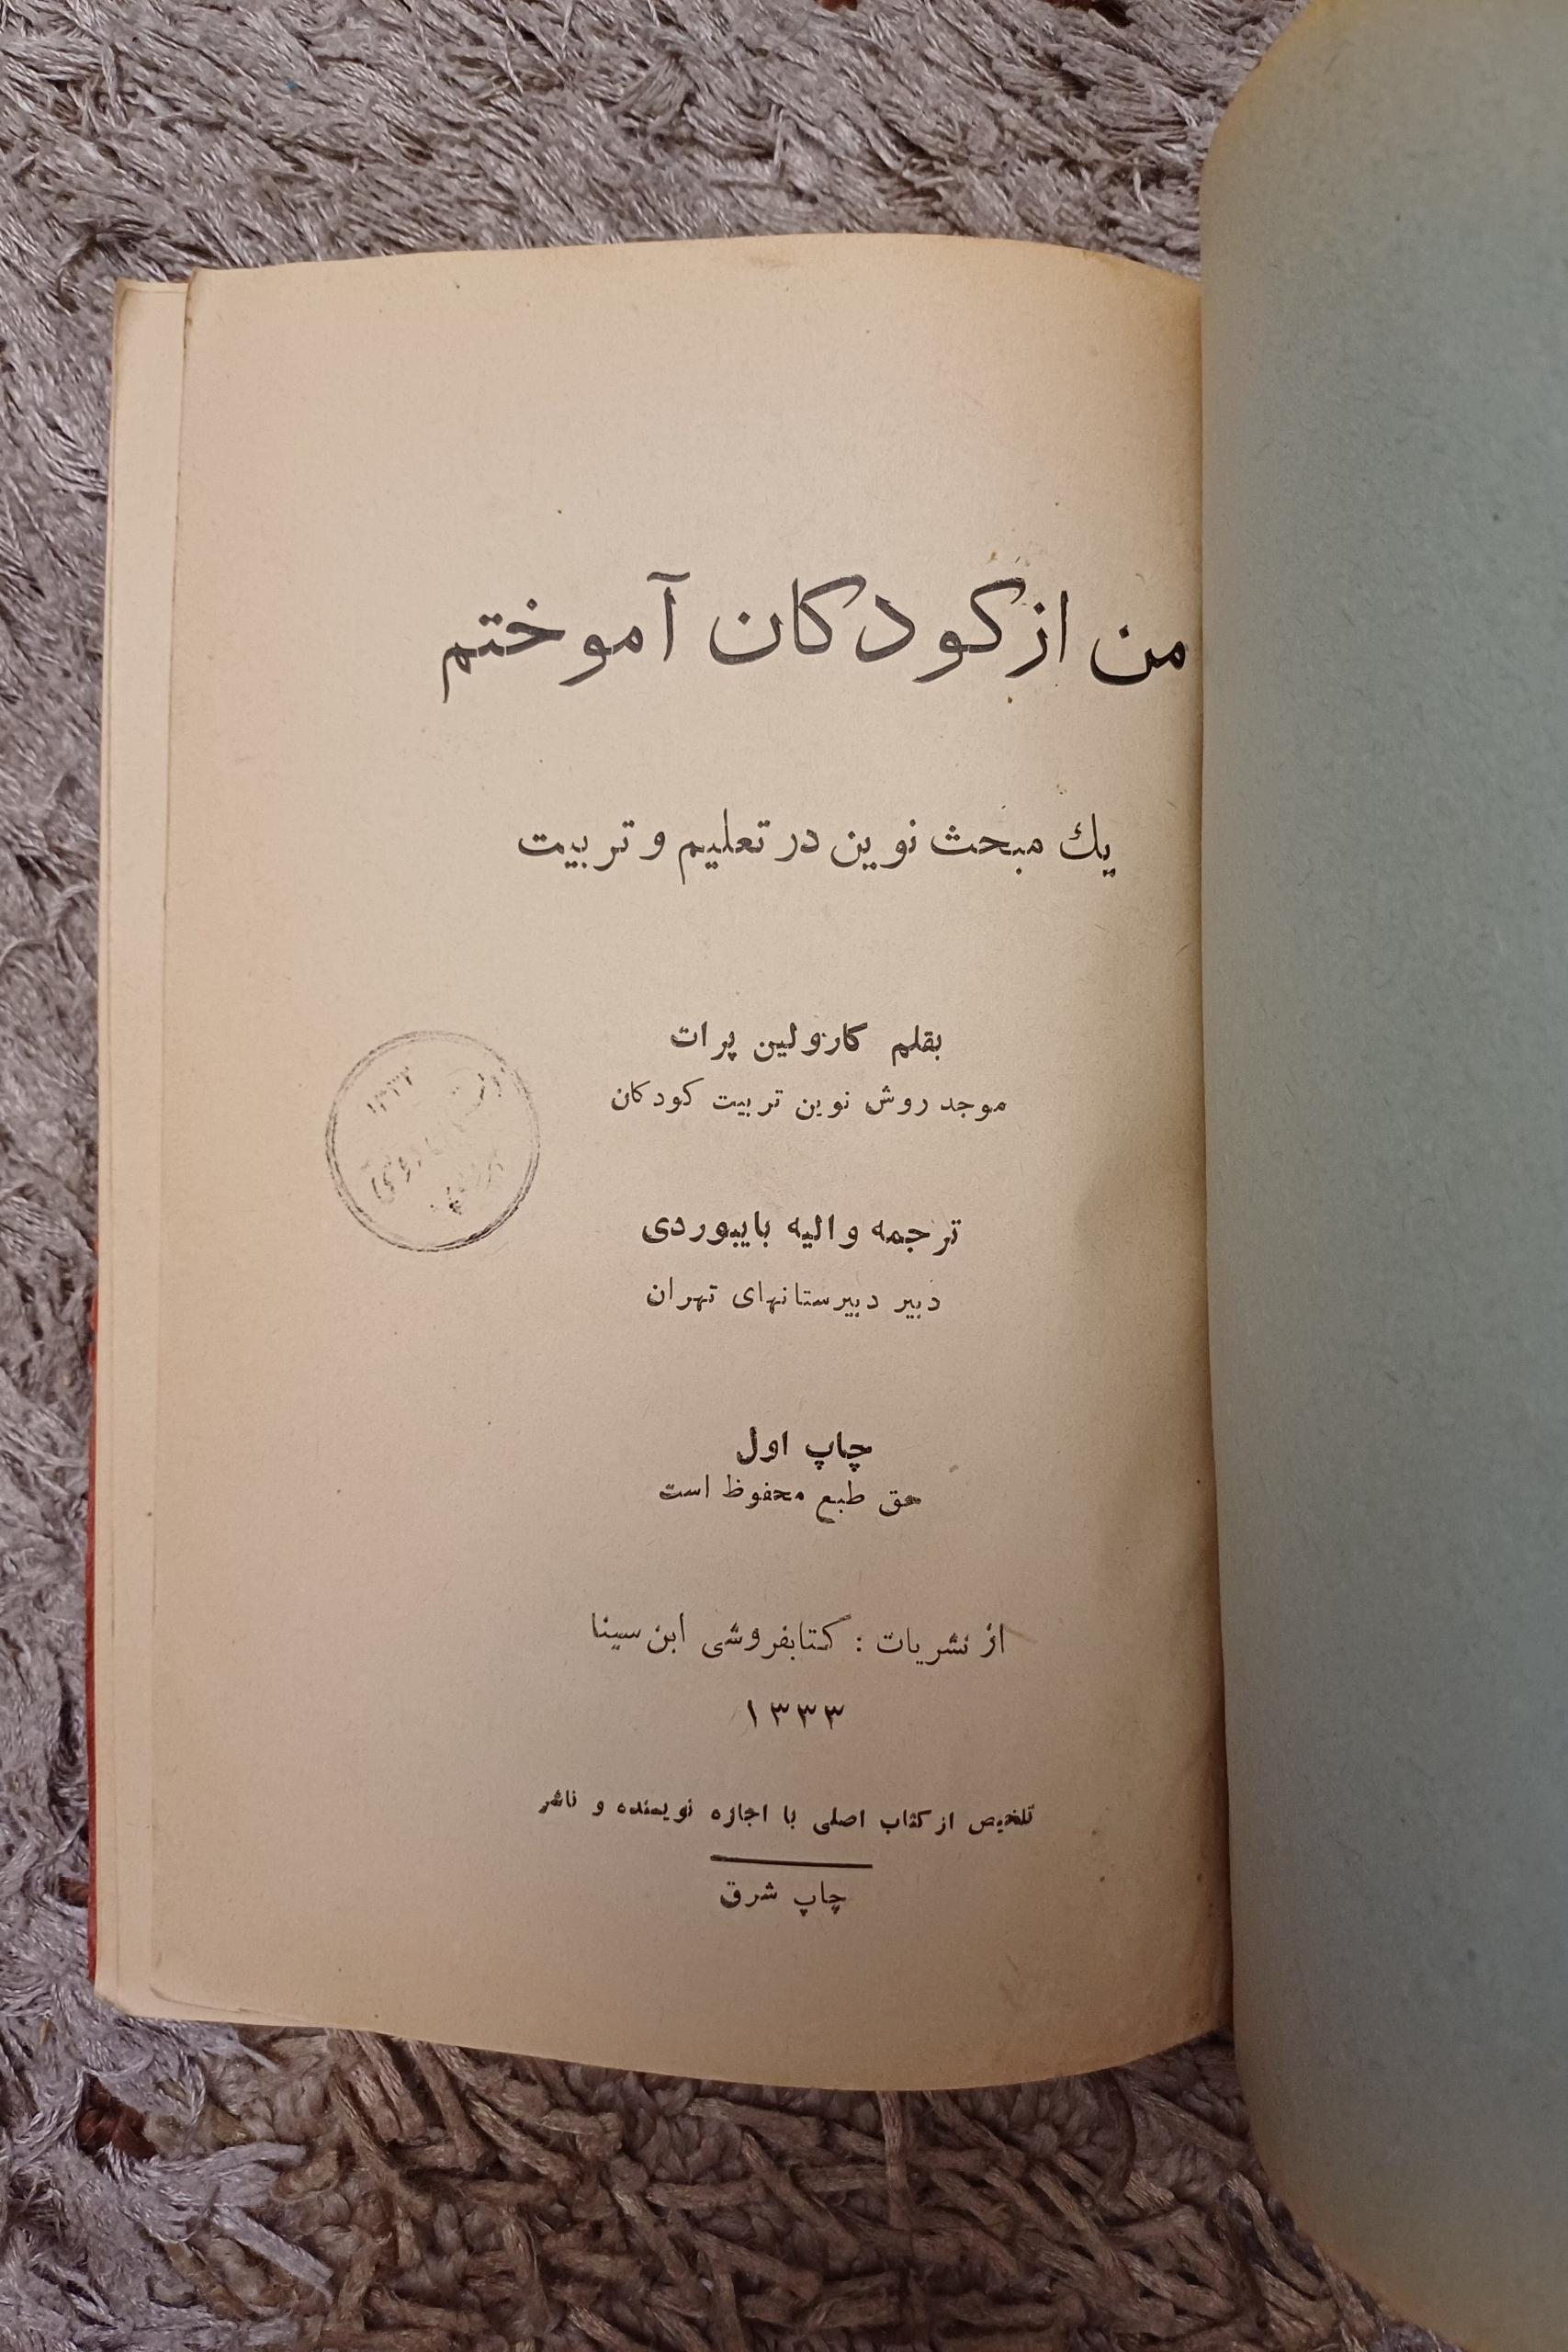 من از کودکان آموختم
یك مبحث نوین در تعلیم و تربیت
بقلم کارولین پرات
موجد روش نوین تربیت کودکان
ترجمه والیه بایبوردی
دبیر دبیرستانهای تهران
چاپ اول
حق طبع محفوظ است
از نشریات : کتابفروشی ابن سینا
۱۳۳۳
تلخیص از کتاب اصلی با اجازه نویسنده و ناشر
چاپ شرق